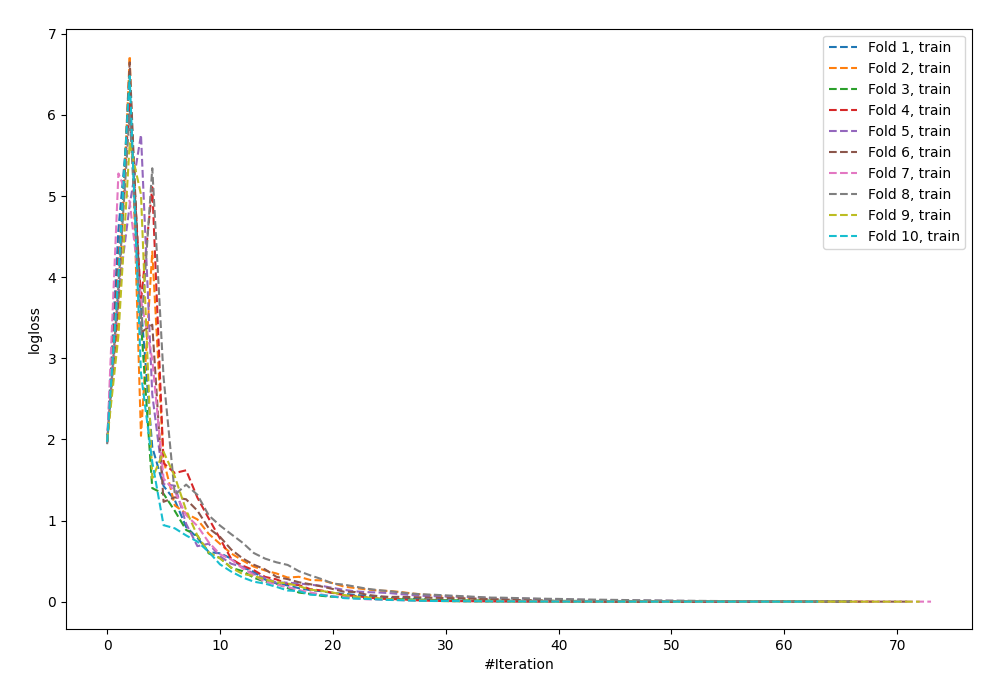 7
6
5
4
3
2
1
0
logloss
0 10 20 30 40 50 60 70
#Iteration
Fold 1, train
Fold 2, train
Fold 3, train
Fold 4, train
Fold 5, train
Fold 6, train
Fold 7, train
Fold 8, train
Fold 9, train
Fold 10, train